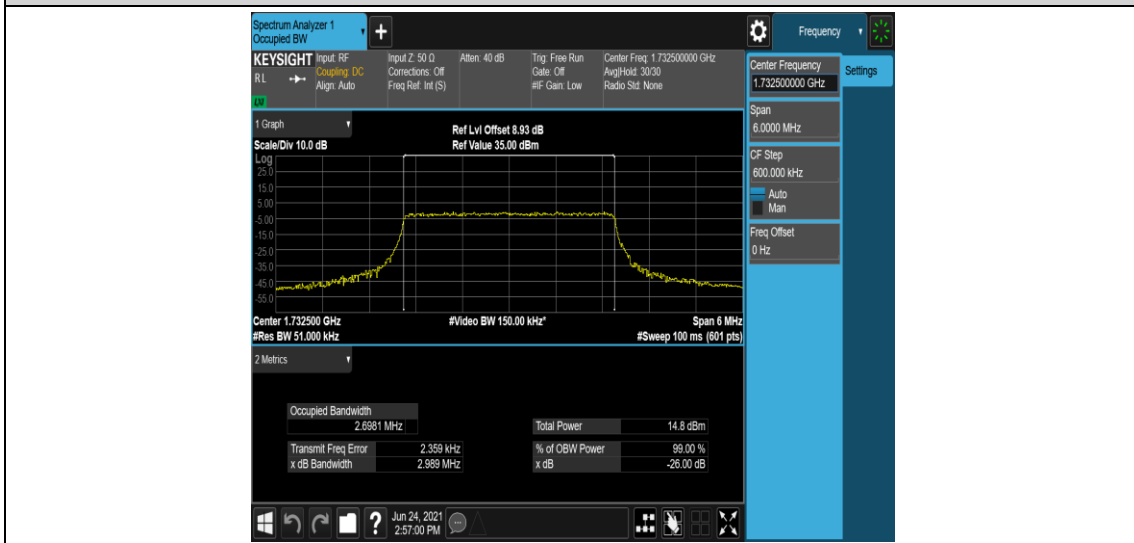 Spectrum Analyzer 1
Occupied BW
Frequency
KEYSIGHT
RL
Input: RF
Coupling: DC
Align: Auto
Input Z: 50 Ω
Corrections: Off
Freq Ref: Int (S)
Atten: 40 dB
Trig: Free Run
Gate: Off
#IF Gain: Low
Center Freq: 1.732500000 GHz
Avg|Hold: 30/30
Radio Std: None
1 Graph
Scale/Div 10.0 dB
Ref Lvl Offset 8.93 dB
Ref Value 35.00 dBm
Log
25.0
15.0
5.00
-5.00
-15.0
-25.0
-35.0
-45.0
-55.0
Center 1.732500 GHz
#Res BW 51.000 kHz
#Video BW 150.00 kHz*
Span 6 MHz
#Sweep 100 ms (601 pts)
2 Metrics
Occupied Bandwidth
2.6981 MHz
Transmit Freq Error 2.359 kHz
x dB Bandwidth 2.989 MHz
Total Power 14.8 dBm
% of OBW Power 99.00 %
x dB -26.00 dB
Center Frequency
1.732500000 GHz
Settings
Span
6.0000 MHz
CF Step
600.000 kHz
Auto
Man
Freq Offset
0 Hz
Jun 24, 2021
2:57:00 PM